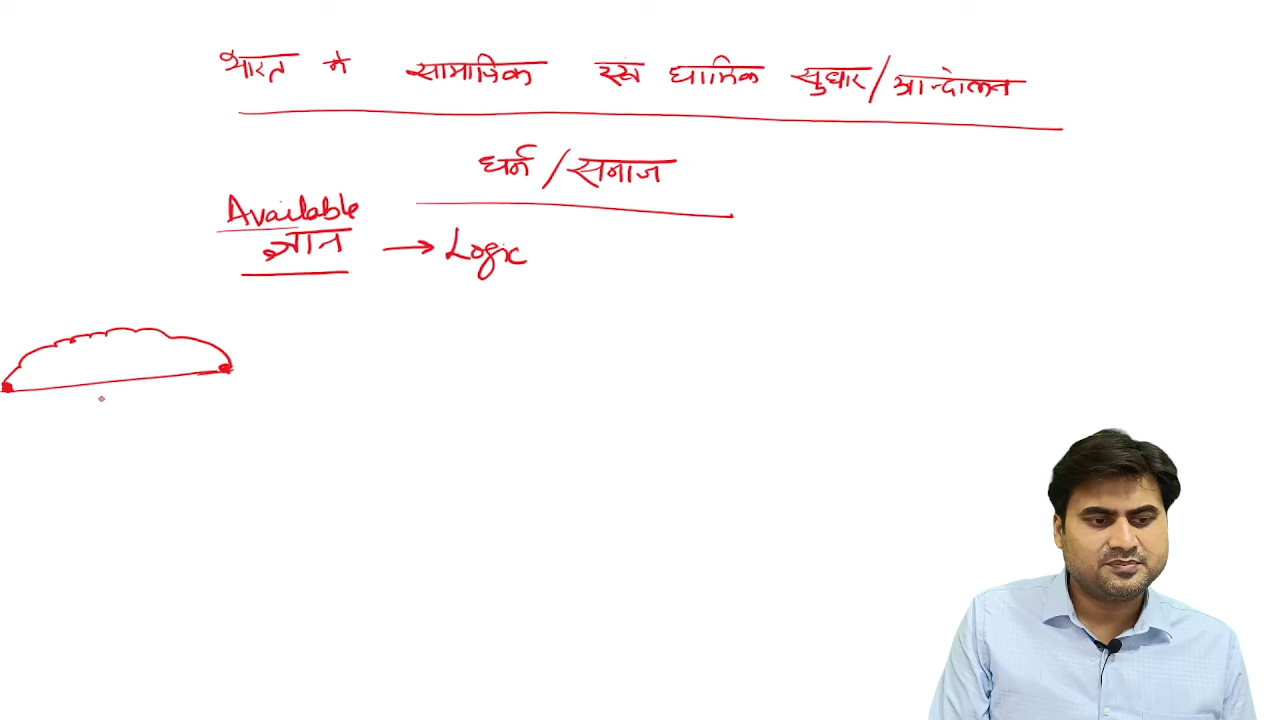 भारत में सामाजिक एवं धार्मिक सुधार/आन्दोलन
धर्म/समाज
Available
ज्ञान → Logic